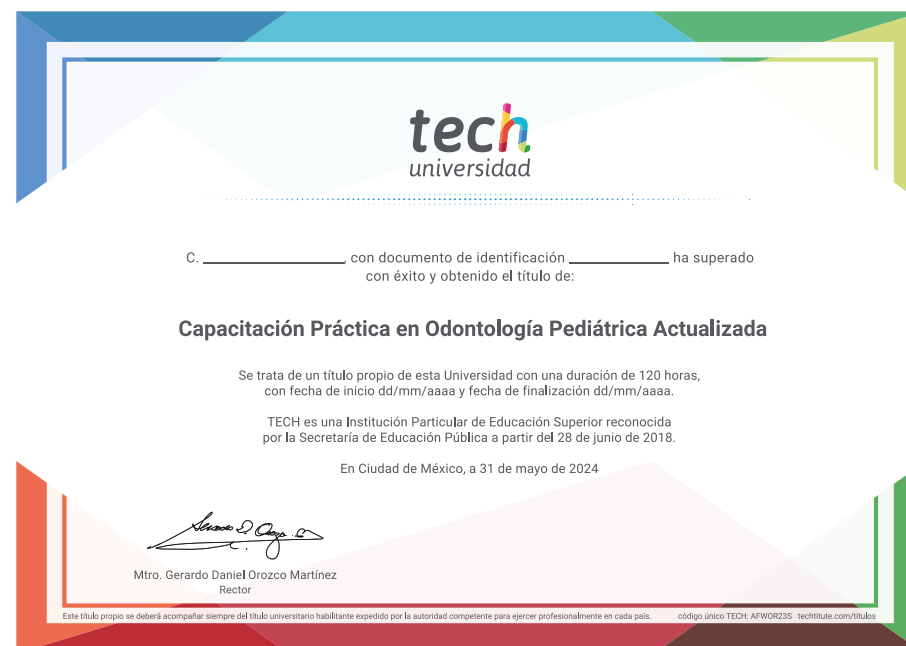 tech
universidad
C. ____________________, con documento de identificación ______________ ha superado
con éxito y obtenido el título de:
Capacitación Práctica en Odontología Pediátrica Actualizada
Se trata de un título propio de esta Universidad con una duración de 120 horas,
con fecha de inicio dd/mm/aaaa y fecha de finalización dd/mm/aaaa.
TECH es una Institución Particular de Educación Superior reconocida
por la Secretaría de Educación Pública a partir del 28 de junio de 2018.
En Ciudad de México, a 31 de mayo de 2024
Mtro. Gerardo Daniel Orozco Martínez
Rector
Este título propio se deberá acompañar siempre del título universitario habilitante expedido por la autoridad competente para ejercer profesionalmente en cada país. código único TECH: AFWOR23S techtitute.com/titulos